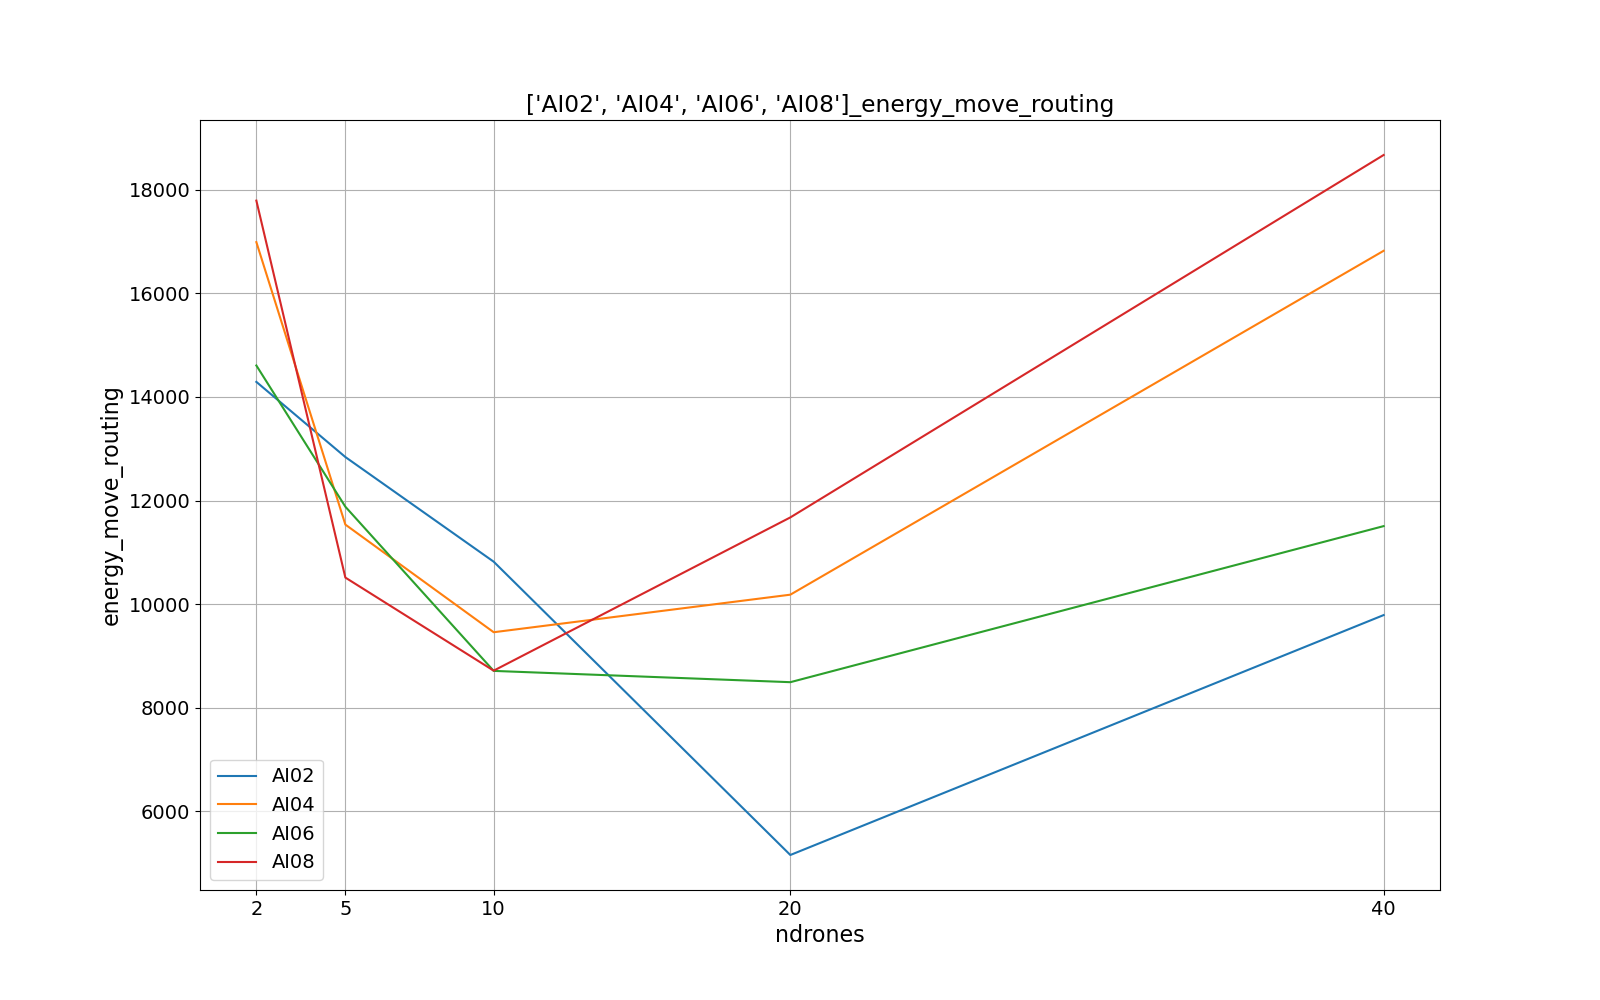 ['AI02', 'AI04', 'AI06', 'AI08']_energy_move_routing
energy_move_routing
18000
16000
14000
12000
10000
8000
6000
AI02
AI04
AI06
AI08
2 5 10 20 40
ndrones